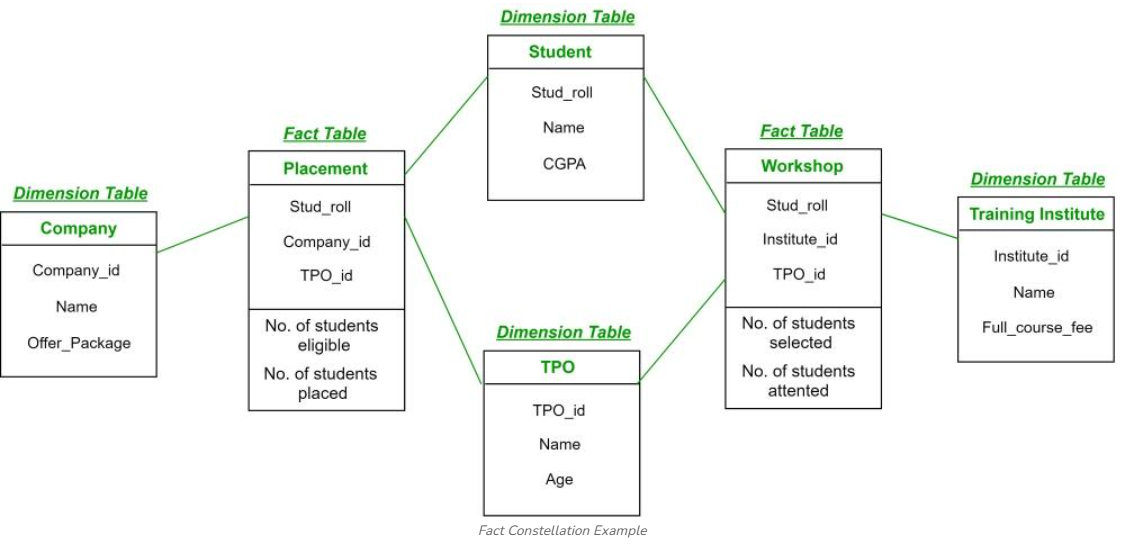 Dimension Table
Student
Stud_roll
Name
CGPA
Fact Table
Placement
Stud_roll
Company_id
TPO_id
No. of students
eligible
No. of students
placed
Fact Table
Workshop
Stud_roll
Institute_id
TPO_id
No. of students
selected
No. of students
attented
Dimension Table
Company
Company_id
Name
Offer_Package
Dimension Table
Training Institute
Institute_id
Name
Full_course_fee
Dimension Table
TPO
TPO_id
Name
Age
Fact Constellation Example